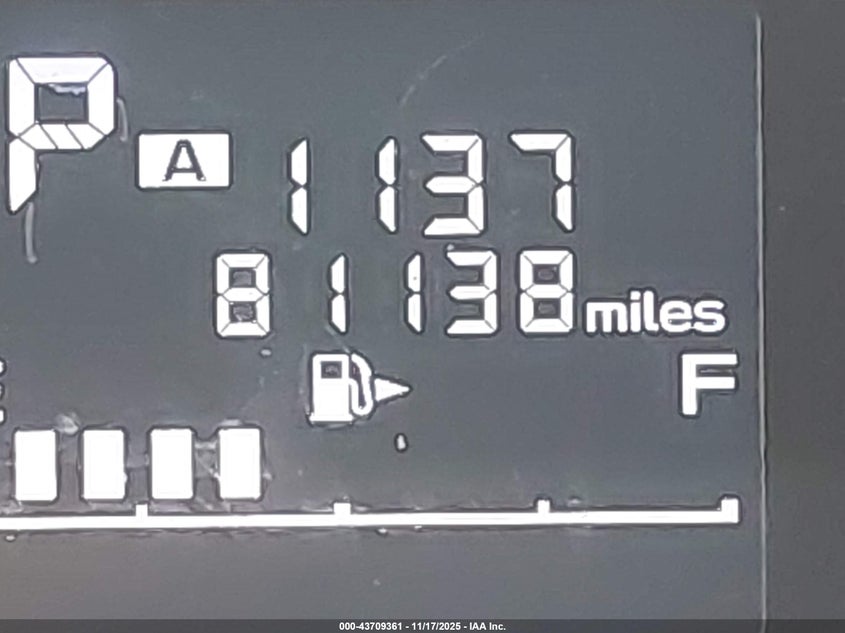 P
A 1137
81138 miles
F
000-43709361 - 11/17/2025 - IAA Inc.